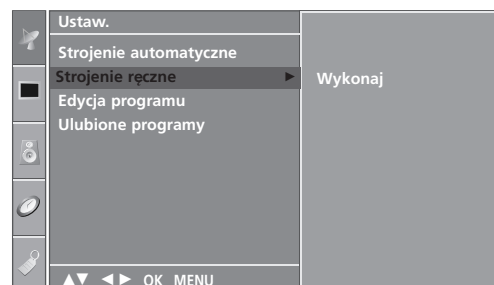 Ustaw.
Strojenie automatyczne
Strojenie ręczne ►
Wykonaj
Edycja programu
Ulubione programy
▲▼ ◄► OK MENU